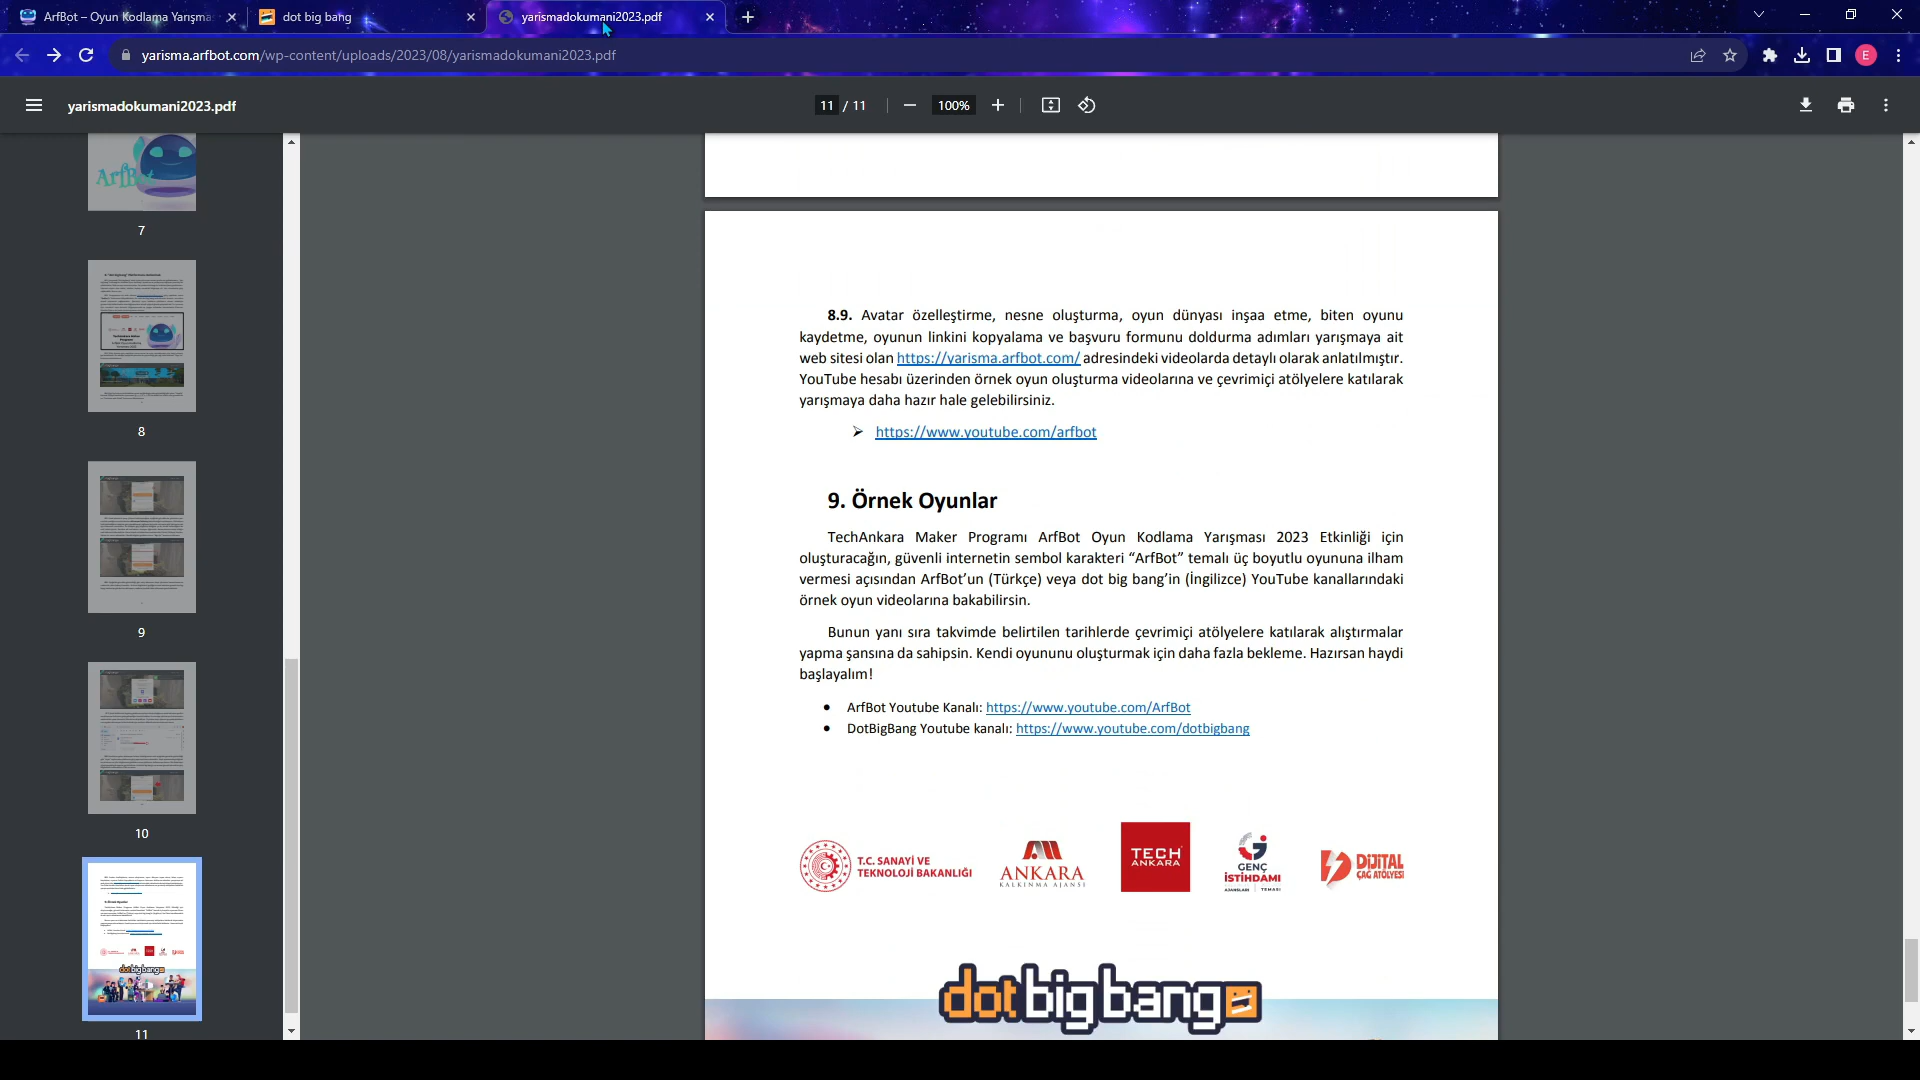 ArfBot – Oyun Kodlama Yarışma
dot big bang
yarismadokumani2023.pdf
yarisma.arfbot.com/wp-content/uploads/2023/08/yarismadokumani2023.pdf
E
yarismadokumani2023.pdf
11 / 11
100%
ArfBot
7
8
9
10
11
8.9. Avatar özelleştirme, nesne oluşturma, oyun dünyası inşaa etme, biten oyunu
kaydetme, oyunun linkini kopyalama ve başvuru formunu doldurma adımları yarışmaya ait
web sitesi olan https://yarisma.arfbot.com/ adresindeki videolarda detaylı olarak anlatılmıştır.
YouTube hesabı üzerinden örnek oyun oluşturma videolarına ve çevrimiçi atölyelere katılarak
yarışmaya daha hazır hale gelebilirsiniz.
➢ https://www.youtube.com/arfbot
9. Örnek Oyunlar
TechAnkara Maker Programı ArfBot Oyun Kodlama Yarışması 2023 Etkinliği için
oluşturacağın, güvenli internetin sembol karakteri “ArfBot” temalı üç boyutlu oyununa ilham
vermesi açısından ArfBot’un (Türkçe) veya dot big bang’in (İngilizce) YouTube kanallarındaki
örnek oyun videolarına bakabilirsin.
Bunun yanı sıra takvimde belirtilen tarihlerde çevrimiçi atölyelere katılarak alıştırmalar
yapma şansına da sahipsin. Kendi oyununu oluşturmak için daha fazla bekleme. Hazırsan haydi
başlayalım!
• ArfBot Youtube Kanalı: https://www.youtube.com/ArfBot
• DotBigBang Youtube kanalı: https://www.youtube.com/dotbigbang
T.C. SANAYİ VE
TEKNOLOJİ BAKANLIĞI
ANKARA
KALKINMA AJANSI
TECH
ANKARA
GENÇ
İSTİHDAMI
AJANSLARI TEMASI
DİJİTAL
ÇAĞ ATÖLYESİ
dotbigbang